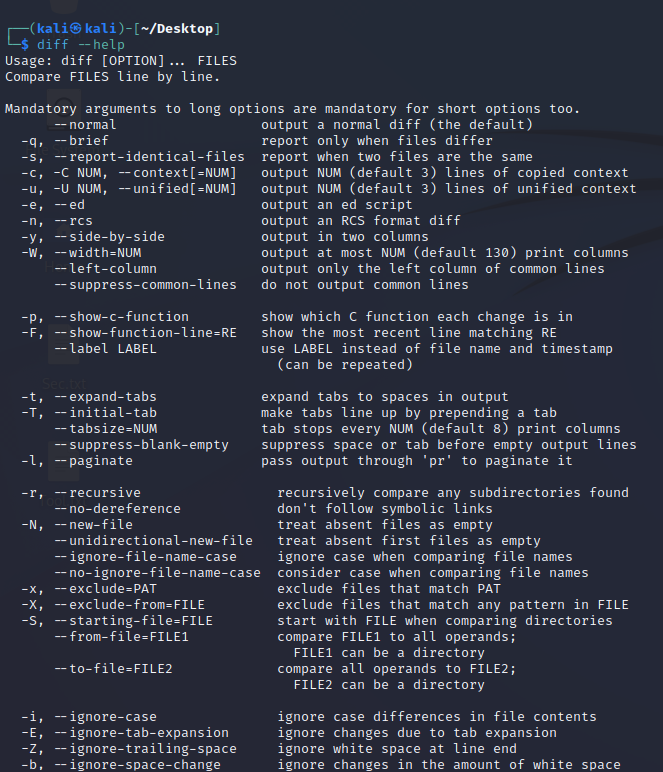 ┌──(kali㉿kali)-[~/Desktop]
└─$ diff --help
Usage: diff [OPTION]... FILES
Compare FILES line by line.

Mandatory arguments to long options are mandatory for short options too.
      --normal                  output a normal diff (the default)
  -q, --brief                   report only when files differ
  -s, --report-identical-files  report when two files are the same
  -c, -C NUM, --context[=NUM]   output NUM (default 3) lines of copied context
  -u, -U NUM, --unified[=NUM]   output NUM (default 3) lines of unified context
  -e, --ed                      output an ed script
  -n, --rcs                     output an RCS format diff
  -y, --side-by-side            output in two columns
  -W, --width=NUM               output at most NUM (default 130) print columns
      --left-column             output only the left column of common lines
      --suppress-common-lines   do not output common lines

  -p, --show-c-function         show which C function each change is in
  -F, --show-function-line=RE   show the most recent line matching RE
      --label LABEL             use LABEL instead of file name and timestamp
                                  (can be repeated)

  -t, --expand-tabs             expand tabs to spaces in output
  -T, --initial-tab             make tabs line up by prepending a tab
      --tabsize=NUM             tab stops every NUM (default 8) print columns
      --suppress-blank-empty    suppress space or tab before empty output lines
  -l, --paginate                pass output through 'pr' to paginate it

  -r, --recursive                 recursively compare any subdirectories found
      --no-dereference            don't follow symbolic links
  -N, --new-file                  treat absent files as empty
      --unidirectional-new-file   treat absent first files as empty
      --ignore-file-name-case     ignore case when comparing file names
      --no-ignore-file-name-case  consider case when comparing file names
  -x, --exclude=PAT               exclude files that match PAT
  -X, --exclude-from=FILE         exclude files that match any pattern in FILE
  -S, --starting-file=FILE        start with FILE when comparing directories
      --from-file=FILE1           compare FILE1 to all operands;
                                    FILE1 can be a directory
      --to-file=FILE2             compare all operands to FILE2;
                                    FILE2 can be a directory

  -i, --ignore-case               ignore case differences in file contents
  -E, --ignore-tab-expansion      ignore changes due to tab expansion
  -Z, --ignore-trailing-space     ignore white space at line end
  -b, --ignore-space-change       ignore changes in the amount of white space